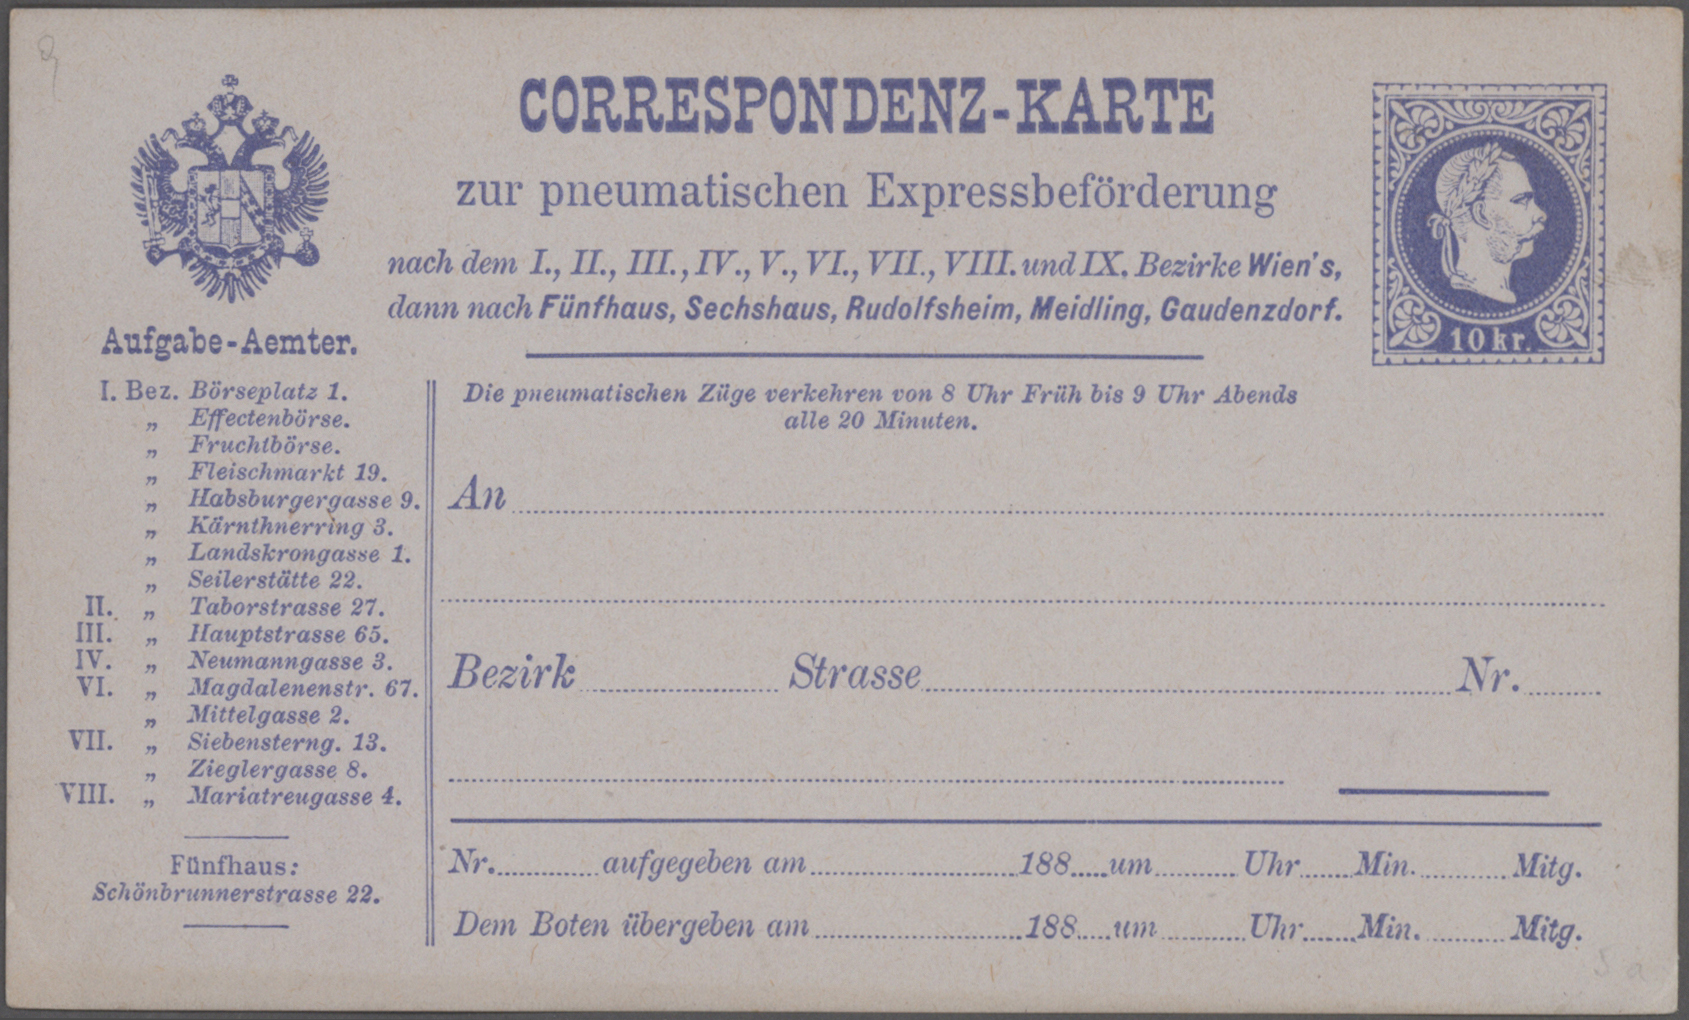 CORRESPONDENZ-KARTE
zur pneumatischen Expressbeförderung
nach dem I., II., III., IV., V., VI., VII., VIII. und IX. Bezirke Wien's,
dann nach Fünfhaus, Sechshaus, Rudolfsheim, Meidling, Gaudenzdorf.
10 kr.
Aufgabe-Aemter.
I. Bez. Börseplatz 1.
„ Effectenbörse.
„ Fruchtbörse.
„ Fleischmarkt 19.
„ Habsburgergasse 9.
„ Kärnthnerring 3.
„ Landskrongasse 1.
„ Seilerstätte 22.
II. „ Taborstrasse 27.
III. „ Hauptstrasse 65.
IV. „ Neumanngasse 3.
VI. „ Magdalenenstr. 67.
„ Mittelgasse 2.
VII. „ Siebensterng. 13.
„ Zieglergasse 8.
VIII. „ Mariatreugasse 4.
Fünfhaus:
Schönbrunnerstrasse 22.
Die pneumatischen Züge verkehren von 8 Uhr Früh bis 9 Uhr Abends
alle 20 Minuten.
An
Bezirk Strasse Nr.
Nr. aufgegeben am 188 um Uhr Min. Mitg.
Dem Boten übergeben am 188 um Uhr Min. Mitg.